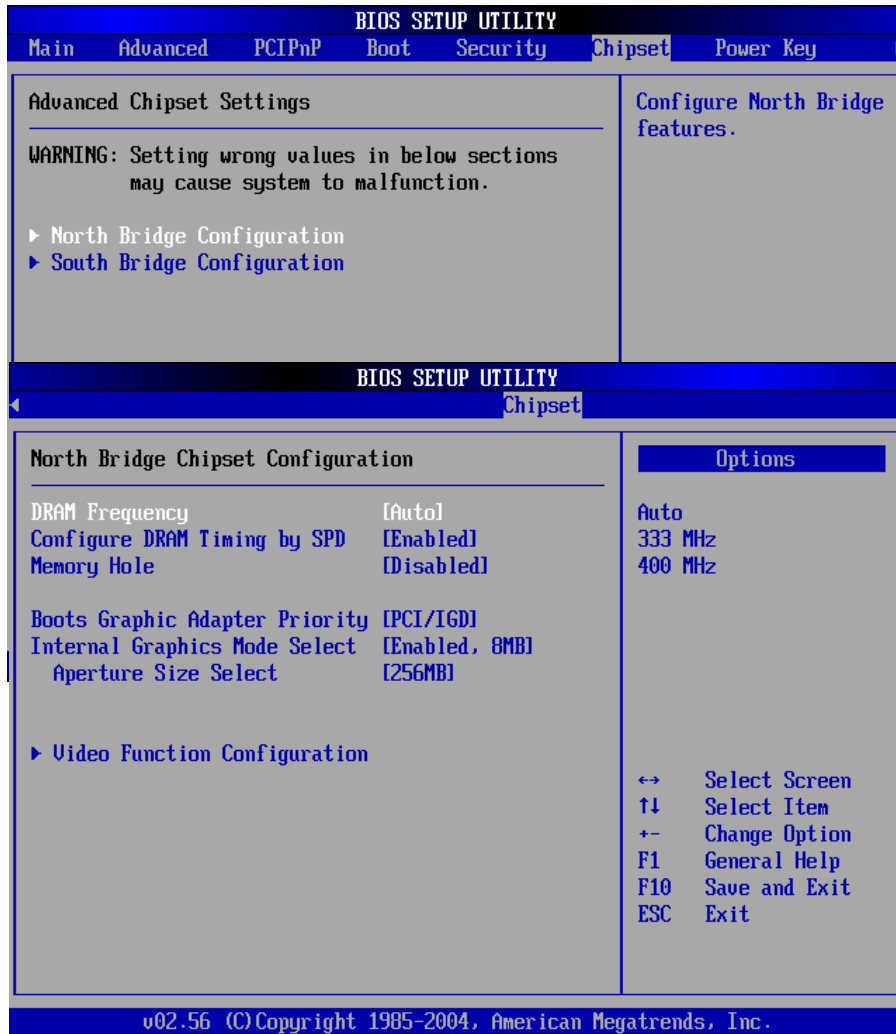 BIOS SETUP UTILITY
Main Advanced PCIPnP Boot Security Chipset Power Key
Advanced Chipset Settings
WARNING: Setting wrong values in below sections
may cause system to malfunction.
▶ North Bridge Configuration
▶ South Bridge Configuration
Configure North Bridge
features.
BIOS SETUP UTILITY
Chipset
North Bridge Chipset Configuration
DRAM Frequency [Auto]
Configure DRAM Timing by SPD [Enabled]
Memory Hole [Disabled]
Boots Graphic Adapter Priority [PCI/IGD]
Internal Graphics Mode Select [Enabled, 8MB]
Aperture Size Select [256MB]
▶ Video Function Configuration
Options
Auto
333 MHz
400 MHz
←→ Select Screen
↑↓ Select Item
+- Change Option
F1 General Help
F10 Save and Exit
ESC Exit
v02.56 (C)Copyright 1985-2004, American Megatrends, Inc.